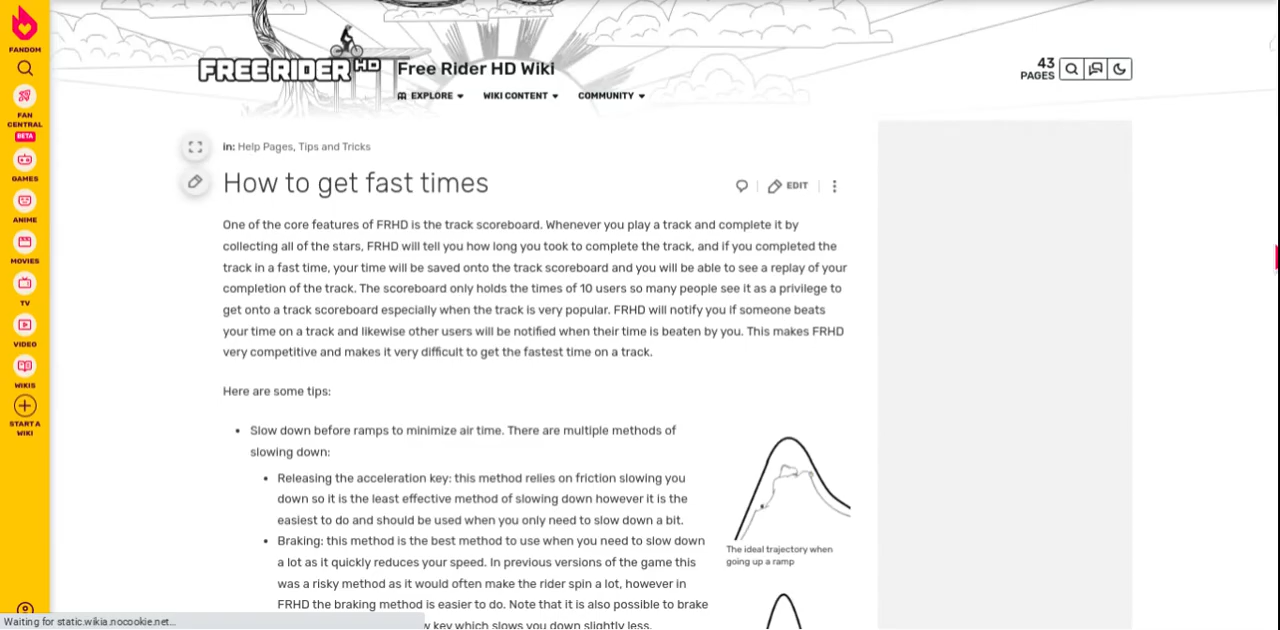 FANDOM
FAN
CENTRAL
BETA
GAMES
ANIME
MOVIES
TV
VIDEO
WIKIS
START A
WIKI
FREERIDER HD
Free Rider HD Wiki
EXPLORE
WIKI CONTENT
COMMUNITY
43
PAGES
in: Help Pages, Tips and Tricks
How to get fast times
EDIT
One of the core features of FRHD is the track scoreboard. Whenever you play a track and complete it by
collecting all of the stars, FRHD will tell you how long you took to complete the track, and if you completed the
track in a fast time, your time will be saved onto the track scoreboard and you will be able to see a replay of your
completion of the track. The scoreboard only holds the times of 10 users so many people see it as a privilege to
get onto a track scoreboard especially when the track is very popular. FRHD will notify you if someone beats
your time on a track and likewise other users will be notified when their time is beaten by you. This makes FRHD
very competitive and makes it very difficult to get the fastest time on a track.
Here are some tips:
Slow down before ramps to minimize air time. There are multiple methods of
slowing down:
Releasing the acceleration key: this method relies on friction slowing you
down so it is the least effective method of slowing down however it is the
easiest to do and should be used when you only need to slow down a bit.
Braking: this method is the best method to use when you need to slow down
a lot as it quickly reduces your speed. In previous versions of the game this
was a risky method as it would often make the rider spin a lot, however in
FRHD the braking method is easier to do. Note that it is also possible to brake
key which slows you down slightly less.
The ideal trajectory when
going up a ramp
Waiting for static.wikia.nocookie.net...